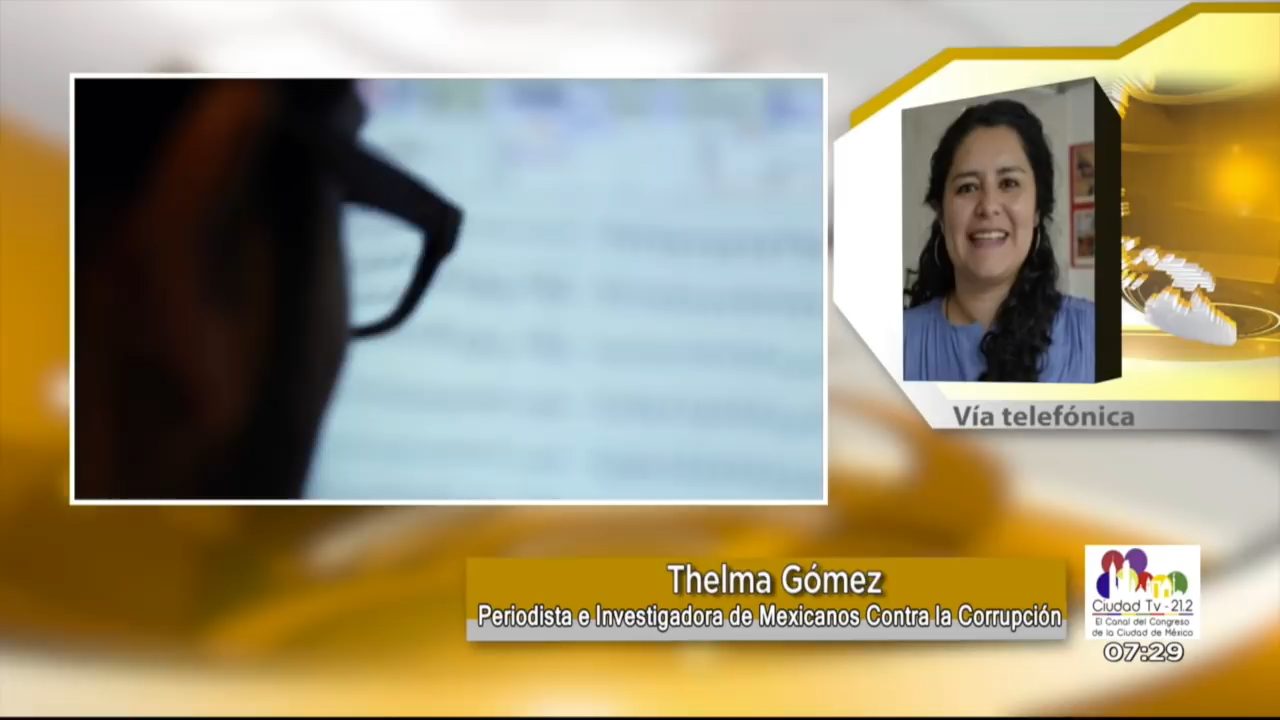 Vía telefónica
Thelma Gómez
Periodista e Investigadora de Mexicanos Contra la Corrupción
Ciudad Tv - 21.2
El Canal del Congreso
de la Ciudad de México
07:29